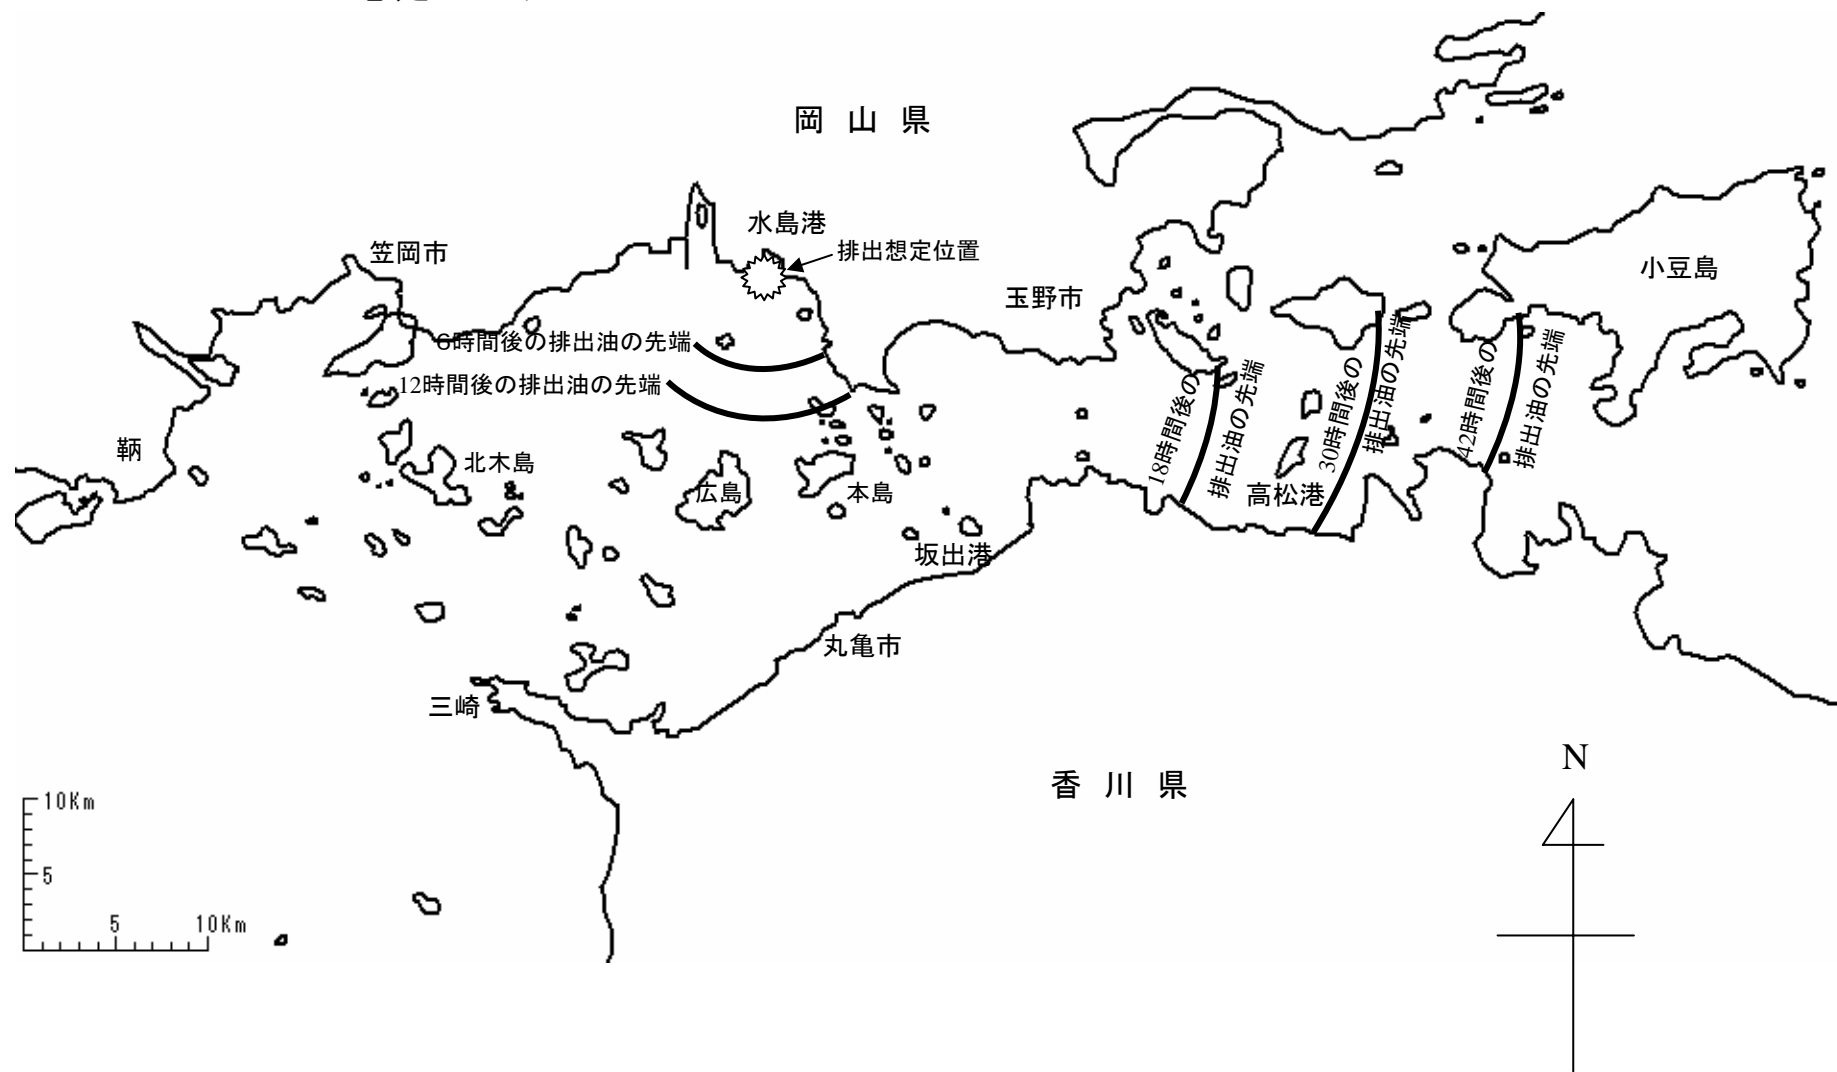 岡山県
水島港
笠岡市
排出想定位置
小豆島
玉野市
6時間後の排出油の先端
12時間後の排出油の先端
18時間後の
排出油の先端
30時間後の
排出油の先端
42時間後の
排出油の先端
鞆
北木島
広島
本島
高松港
坂出港
丸亀市
三崎
香川県
N
10Km
5
5
10Km